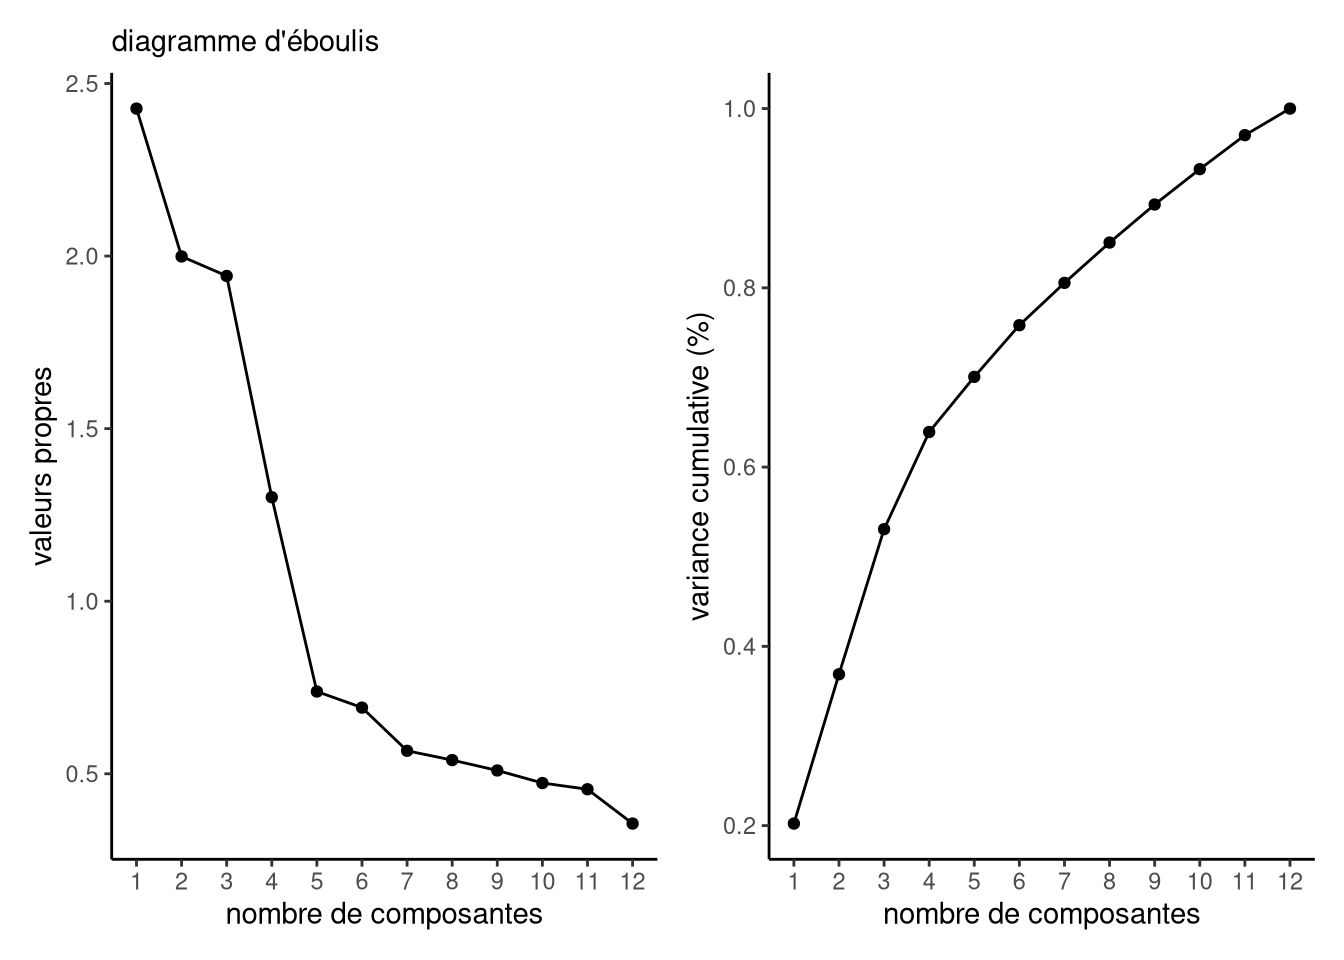 diagramme d'éboulis
valeurs propres
2.5
2.0
1.5
1.0
0.5
1 2 3 4 5 6 7 8 9 10 11 12
nombre de composantes
variance cumulative (%)
1.0
0.8
0.6
0.4
0.2
1 2 3 4 5 6 7 8 9 10 11 12
nombre de composantes